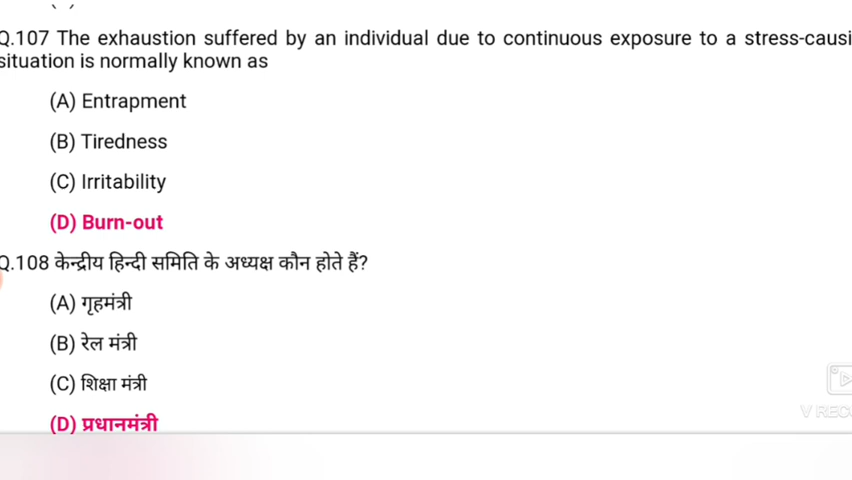 Q.107 The exhaustion suffered by an individual due to continuous exposure to a stress-causi
situation is normally known as
(A) Entrapment
(B) Tiredness
(C) Irritability
(D) Burn-out
Q.108 केन्द्रीय हिन्दी समिति के अध्यक्ष कौन होते हैं?
(A) गृहमंत्री
(B) रेल मंत्री
(C) शिक्षा मंत्री
(D) प्रधानमंत्री
V RECO